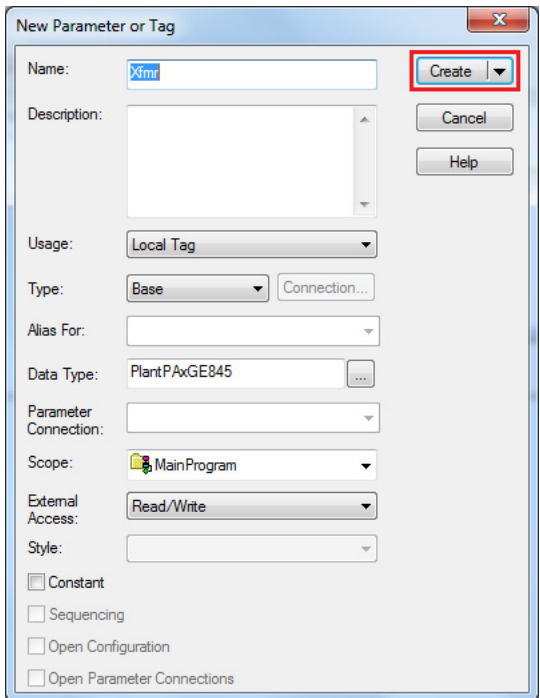 New Parameter or Tag
Name:
Xfmr
Create
Description:
Cancel
Help
Usage:
Local Tag
Type:
Base
Connection...
Alias For:
Data Type:
PlantPAxGE845
...
Parameter
Connection:
Scope:
MainProgram
External
Access:
Read/Write
Style:
Constant
Sequencing
Open Configuration
Open Parameter Connections